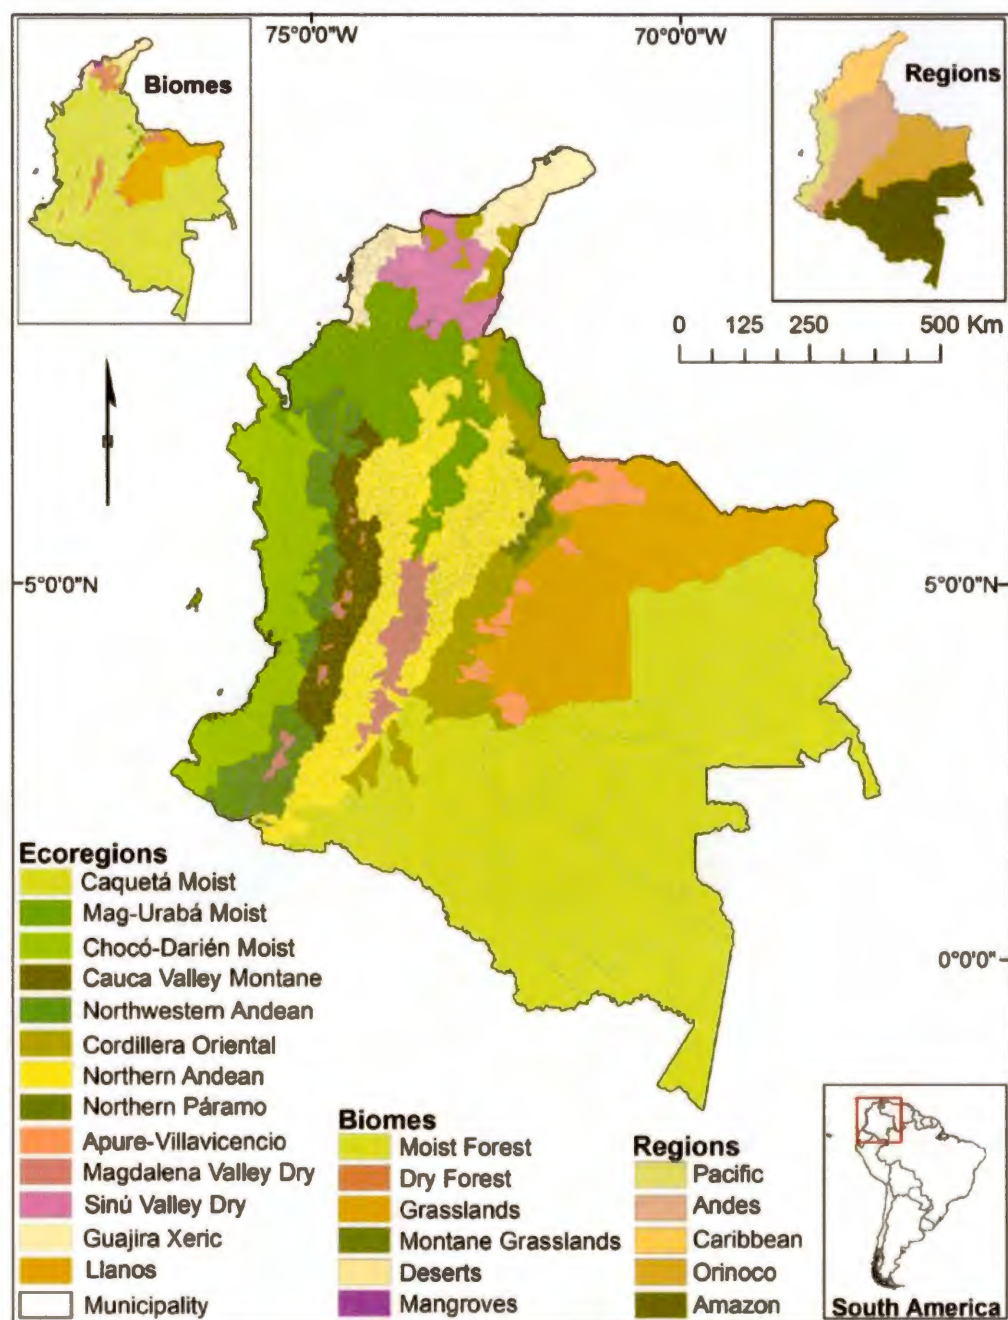 75°0'0"W
70°0'0"W
Biomes
Regions
0 125 250 500 Km
5°0'0"N
5°0'0"N
0°0'0"
Ecoregions
Caquetá Moist
Mag-Urabá Moist
Chocó-Darién Moist
Cauca Valley Montane
Northwestern Andean
Cordillera Oriental
Northern Andean
Northern Páramo
Apure-Villavicencio
Magdalena Valley Dry
Sinú Valley Dry
Guajira Xeric
Llanos
Municipality
Biomes
Moist Forest
Dry Forest
Grasslands
Montane Grasslands
Deserts
Mangroves
Regions
Pacific
Andes
Caribbean
Orinoco
Amazon
South America